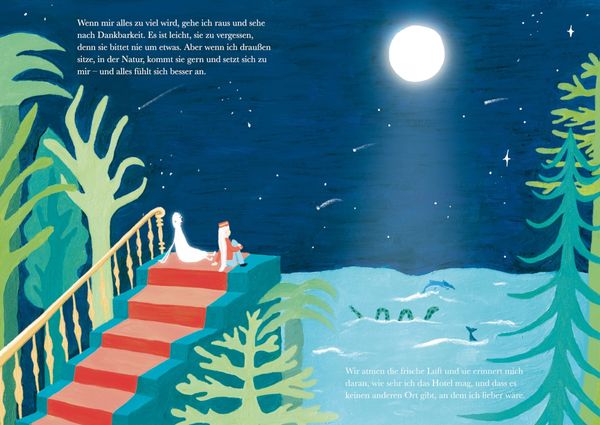 Wenn mir alles zu viel wird, gehe ich raus und sehe
nach Dankbarkeit. Es ist leicht, sie zu vergessen,
denn sie bittet nie um etwas. Aber wenn ich draußen
sitze, in der Natur, kommt sie gern und setzt sich zu
mir – und alles fühlt sich besser an.
Wir atmen die frische Luft und sie erinnert mich
daran, wie sehr ich das Hotel mag, und dass es
keinen anderen Ort gibt, an dem ich lieber wäre.